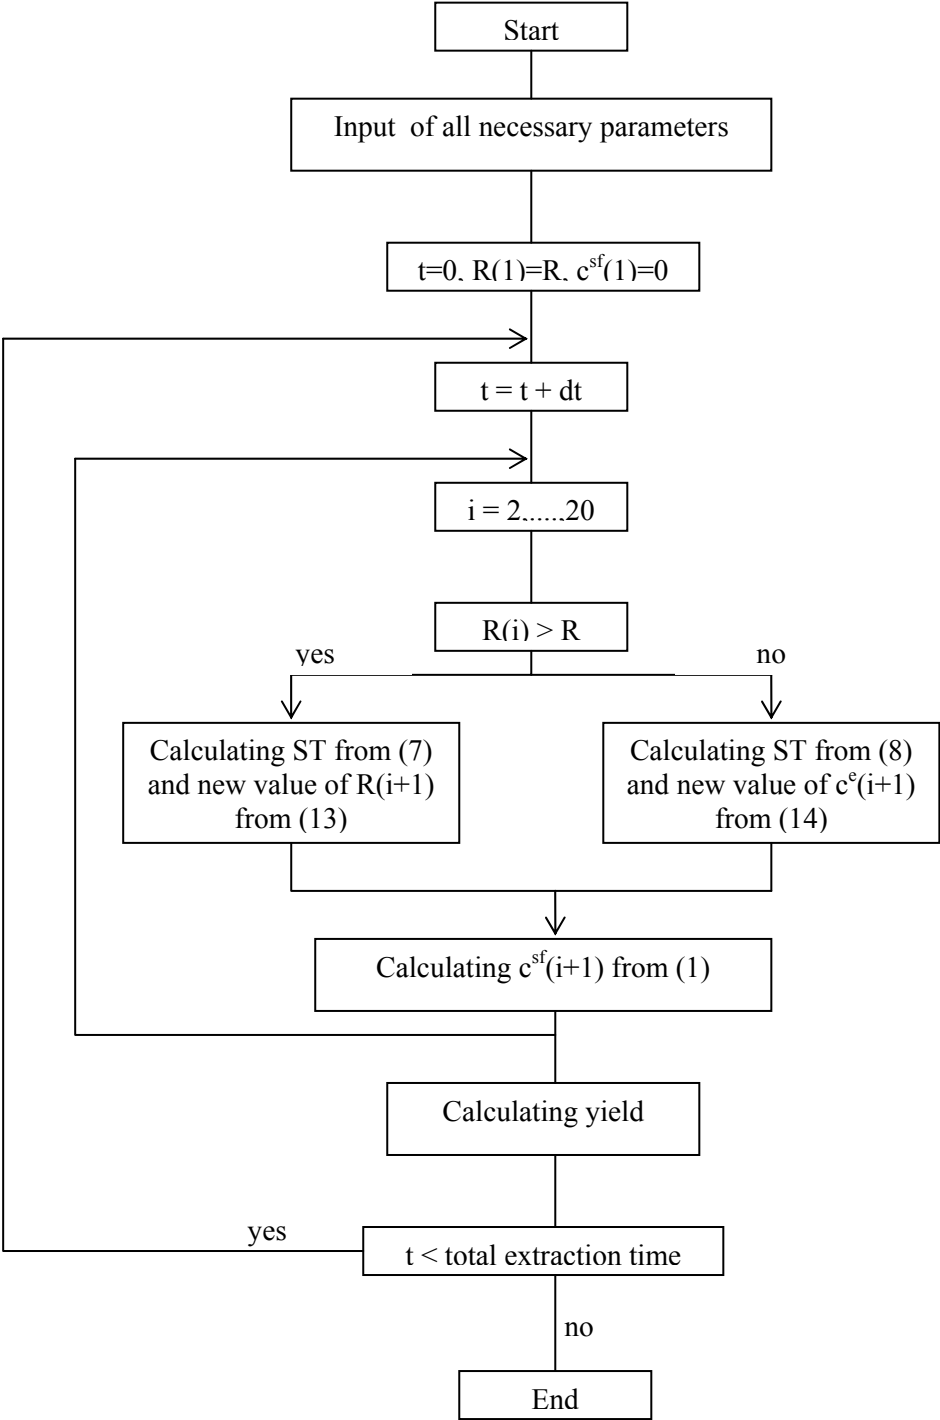 Start
Input of all necessary parameters
t=0, R(1)=R, c^sf(1)=0
t = t + dt
i = 2,....,20
R(i) > R
yes
no
Calculating ST from (7)
and new value of R(i+1)
from (13)
Calculating ST from (8)
and new value of c^e(i+1)
from (14)
Calculating c^sf(i+1) from (1)
Calculating yield
yes
t < total extraction time
no
End